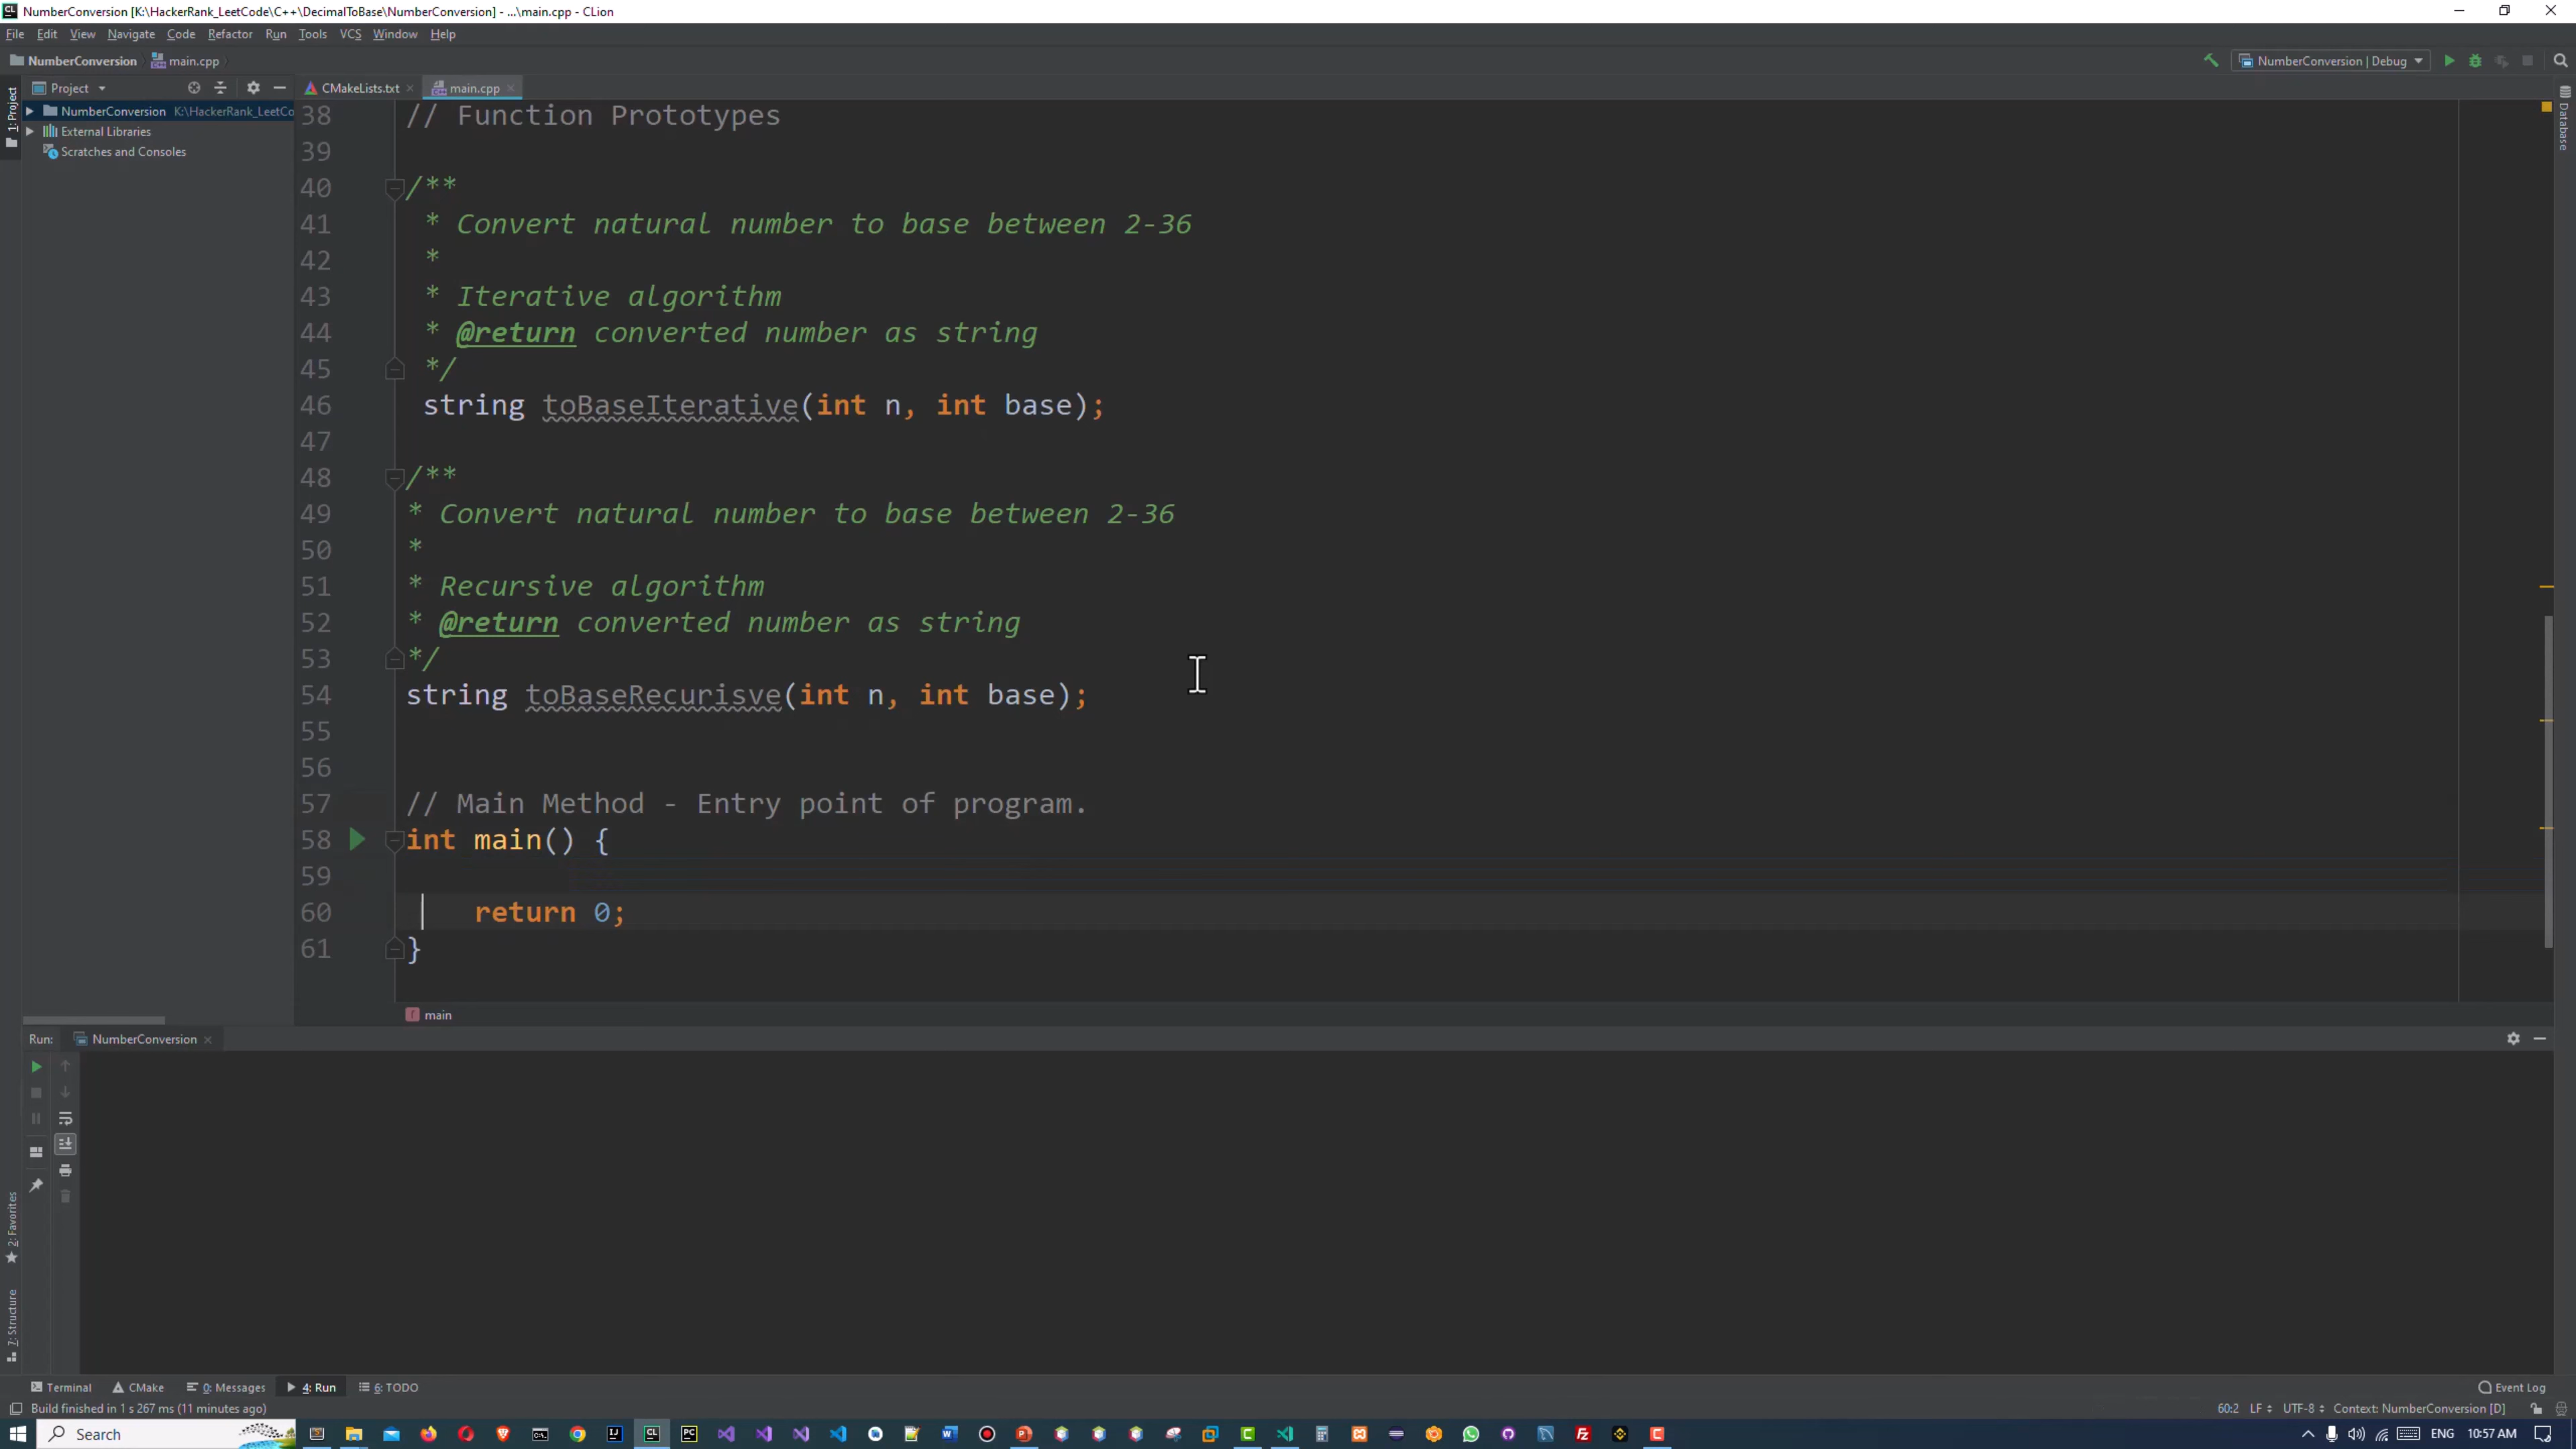 NumberConversion [K:\HackerRank_LeetCode\C++\DecimalToBase\NumberConversion] - ...\main.cpp - CLion
File Edit View Navigate Code Refactor Run Tools VCS Window Help
NumberConversion main.cpp
NumberConversion | Debug
1: Project
Project
CMakeLists.txt main.cpp
NumberConversion K:\HackerRank_LeetCo
External Libraries
Scratches and Consoles
Database
38 // Function Prototypes
39
40 /**
41 * Convert natural number to base between 2-36
42 *
43 * Iterative algorithm
44 * @return converted number as string
45 */
46 string toBaseIterative(int n, int base);
47
48 /**
49 * Convert natural number to base between 2-36
50 *
51 * Recursive algorithm
52 * @return converted number as string
53 */
54 string toBaseRecurisve(int n, int base);
55
56
57 // Main Method - Entry point of program.
58 int main() {
59
60 return 0;
61 }
f main
Run: NumberConversion
2: Favorites
7: Structure
Terminal CMake 0: Messages 4: Run 6: TODO
Event Log
Build finished in 1 s 267 ms (11 minutes ago)
60:2 LF UTF-8 Context: NumberConversion [D]
Search
ENG 10:57 AM